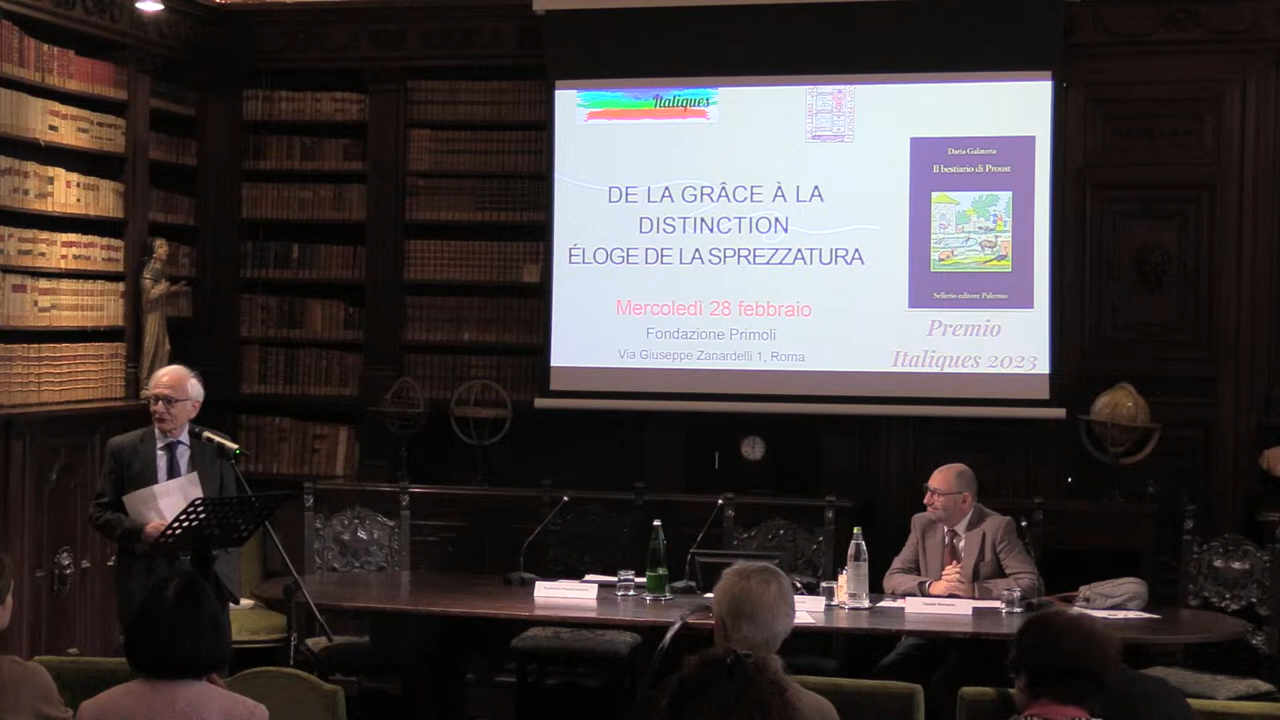 Italiques
DE LA GRÂCE À LA
DISTINCTION
ÉLOGE DE LA SPREZZATURA
Mercoledì 28 febbraio
Fondazione Primoli
Via Giuseppe Zanardelli 1, Roma
Daria Galateria
Il bestiario di Proust
Sellerio editore Palermo
Premio
Italiques 2023